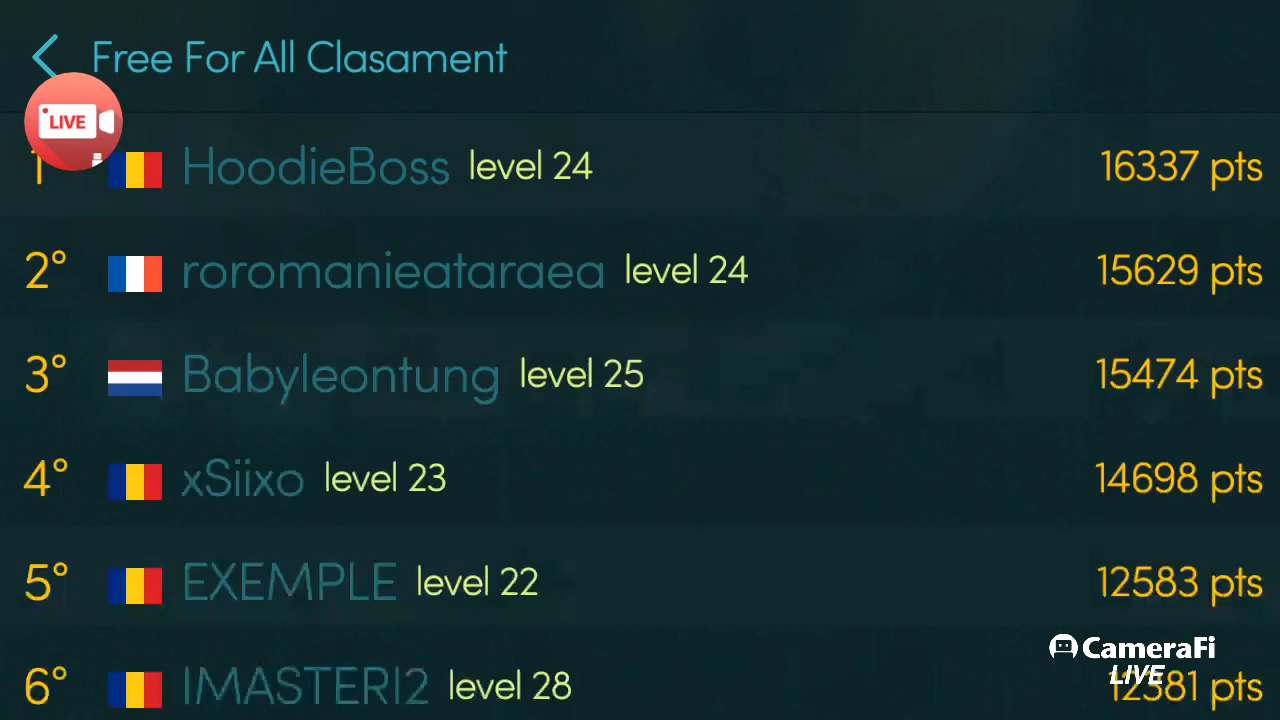 Free For All Clasament
LIVE
1° HoodieBoss level 24 16337 pts
2° roromanieataraea level 24 15629 pts
3° Babyleontung level 25 15474 pts
4° xSiixo level 23 14698 pts
5° EXEMPLE level 22 12583 pts
CameraFi
LIVE
6° IMASTERI2 level 28 12381 pts